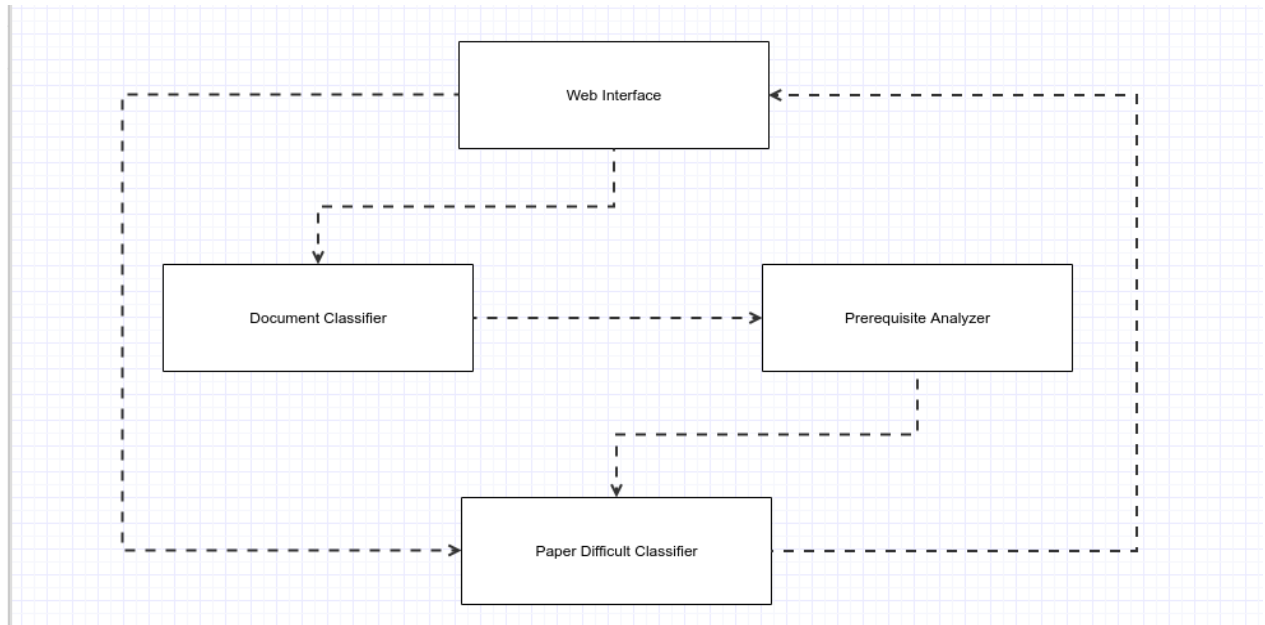 Web Interface
Document Classifier
Prerequisite Analyzer
Paper Difficult Classifier